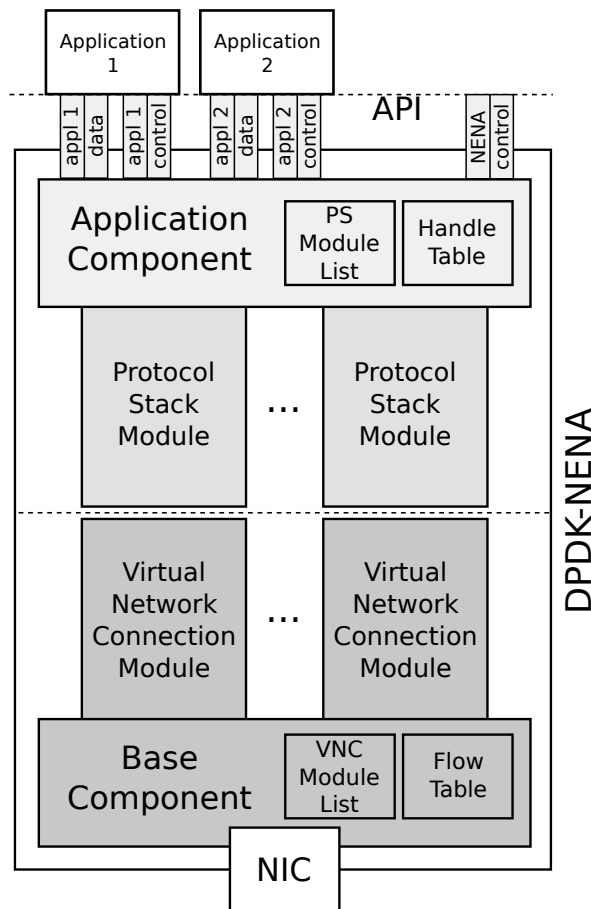 Application
1
Application
2
API
appl 1
data
appl 1
control
appl 2
data
appl 2
control
NENA
control
Application
Component
PS
Module
List
Handle
Table
Protocol
Stack
Module
...
Protocol
Stack
Module
DPDK-NENA
Virtual
Network
Connection
Module
...
Virtual
Network
Connection
Module
Base
Component
VNC
Module
List
Flow
Table
NIC